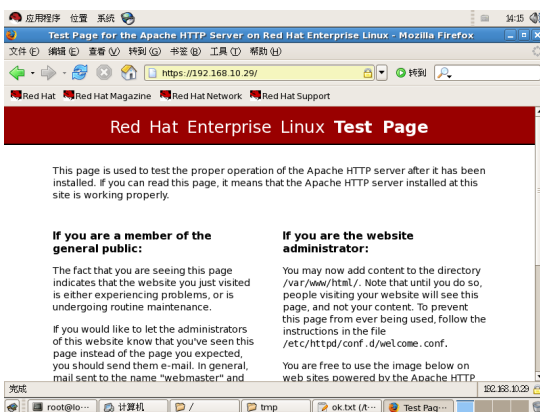 应用程序 位置 系统 14:15
Test Page for the Apache HTTP Server on Red Hat Enterprise Linux - Mozilla Firefox
文件(F) 编辑(E) 查看(V) 转到(G) 书签(B) 工具(T) 帮助(H)
https://192.168.10.29/ 转到
Red Hat Red Hat Magazine Red Hat Network Red Hat Support
Red Hat Enterprise Linux Test Page
This page is used to test the proper operation of the Apache HTTP server after it has been
installed. If you can read this page, it means that the Apache HTTP server installed at this
site is working properly.
If you are a member of the
general public:
The fact that you are seeing this page
indicates that the website you just visited
is either experiencing problems, or is
undergoing routine maintenance.
If you would like to let the administrators
of this website know that you've seen this
page instead of the page you expected,
you should send them e-mail. In general,
mail sent to the name "webmaster" and
If you are the website
administrator:
You may now add content to the directory
/var/www/html/. Note that until you do so,
people visiting your website will see this
page, and not your content. To prevent
this page from ever being used, follow the
instructions in the file
/etc/httpd/conf.d/welcome.conf.
You are free to use the image below on
web sites powered by the Apache HTTP
完成 192.168.10.29
root@lo··· 计算机 / tmp ok.txt (/t··· Test Pag···